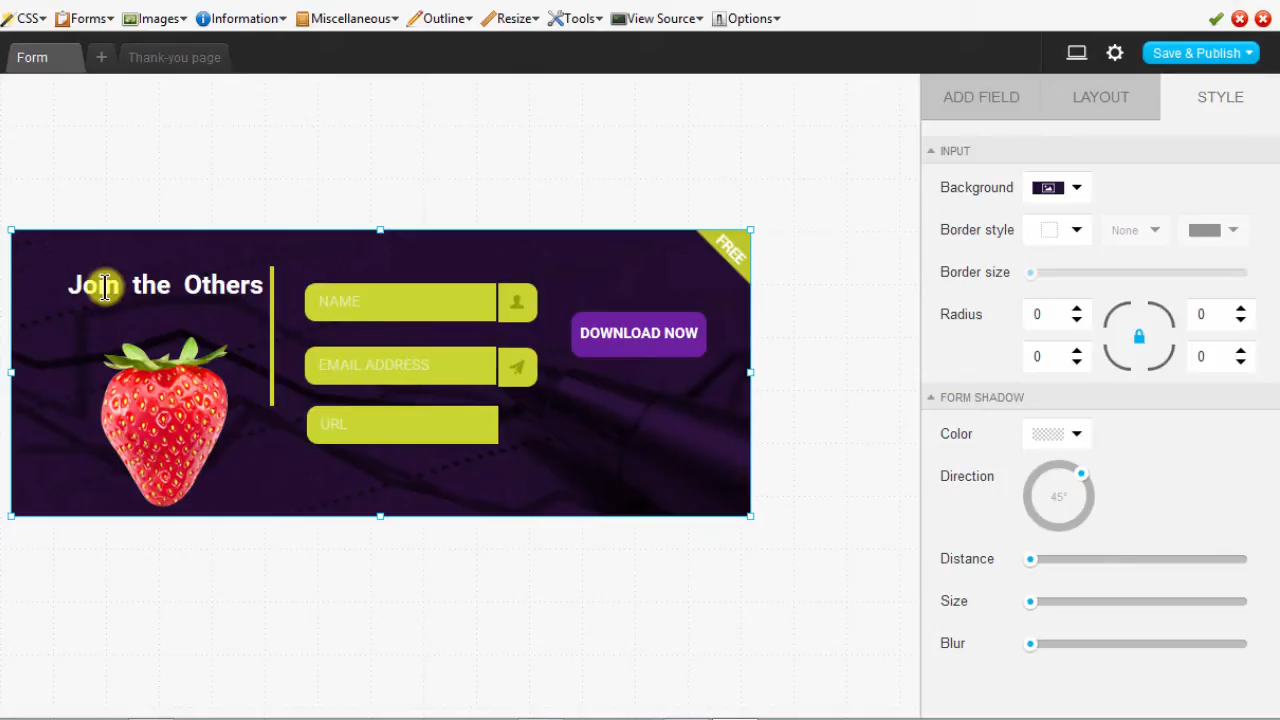 CSS Forms Images Information Miscellaneous Outline Resize Tools View Source Options
Form + Thank-you page Save & Publish
ADD FIELD LAYOUT STYLE
INPUT
Background
Border style None
Border size
Radius 0 0
0 0
FORM SHADOW
Color
Direction 45°
Distance
Size
Blur
Join the Others
FREE
NAME
EMAIL ADDRESS
URL
DOWNLOAD NOW